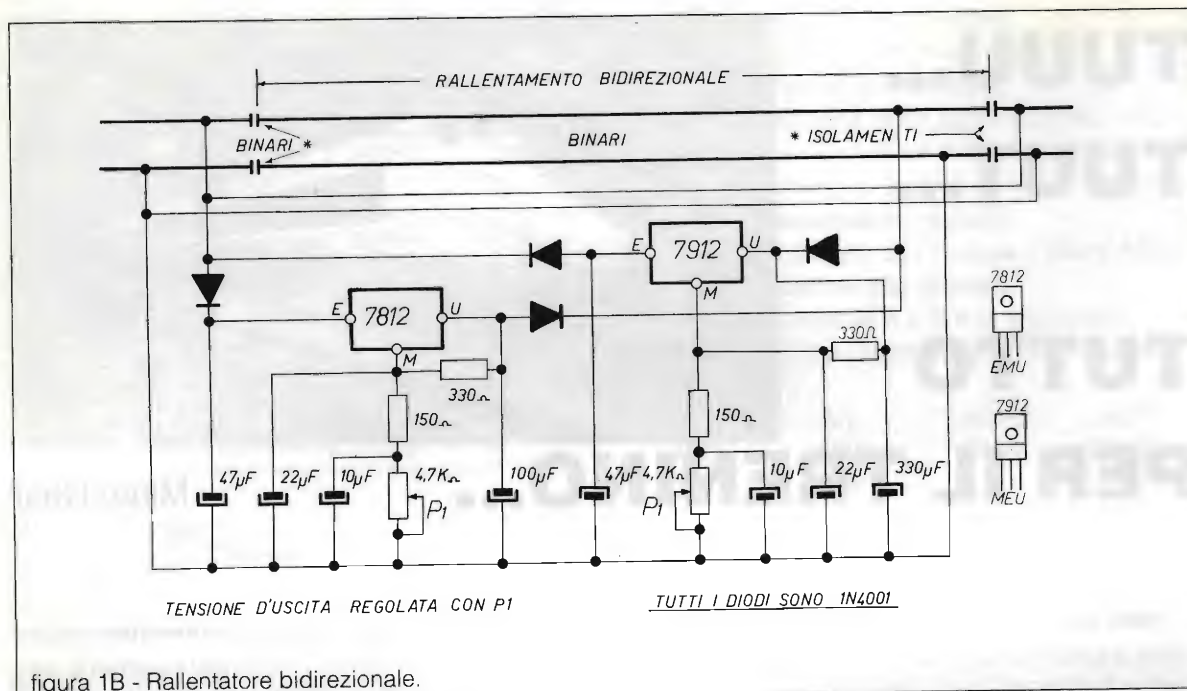 RALLENTAMENTO BIDIREZIONALE
BINARI *
BINARI
* ISOLAMENTI
E
7812
U
M
E
7912
U
M
330Ω
150Ω
330Ω
150Ω
47µF
22µF
10µF
4,7KΩ
P1
100µF
47µF
4,7KΩ
P1
10µF
22µF
330µF
7812
EMU
7912
MEU
TENSIONE D'USCITA REGOLATA CON P1
TUTTI I DIODI SONO 1N4001
figura 1B - Rallentatore bidirezionale.